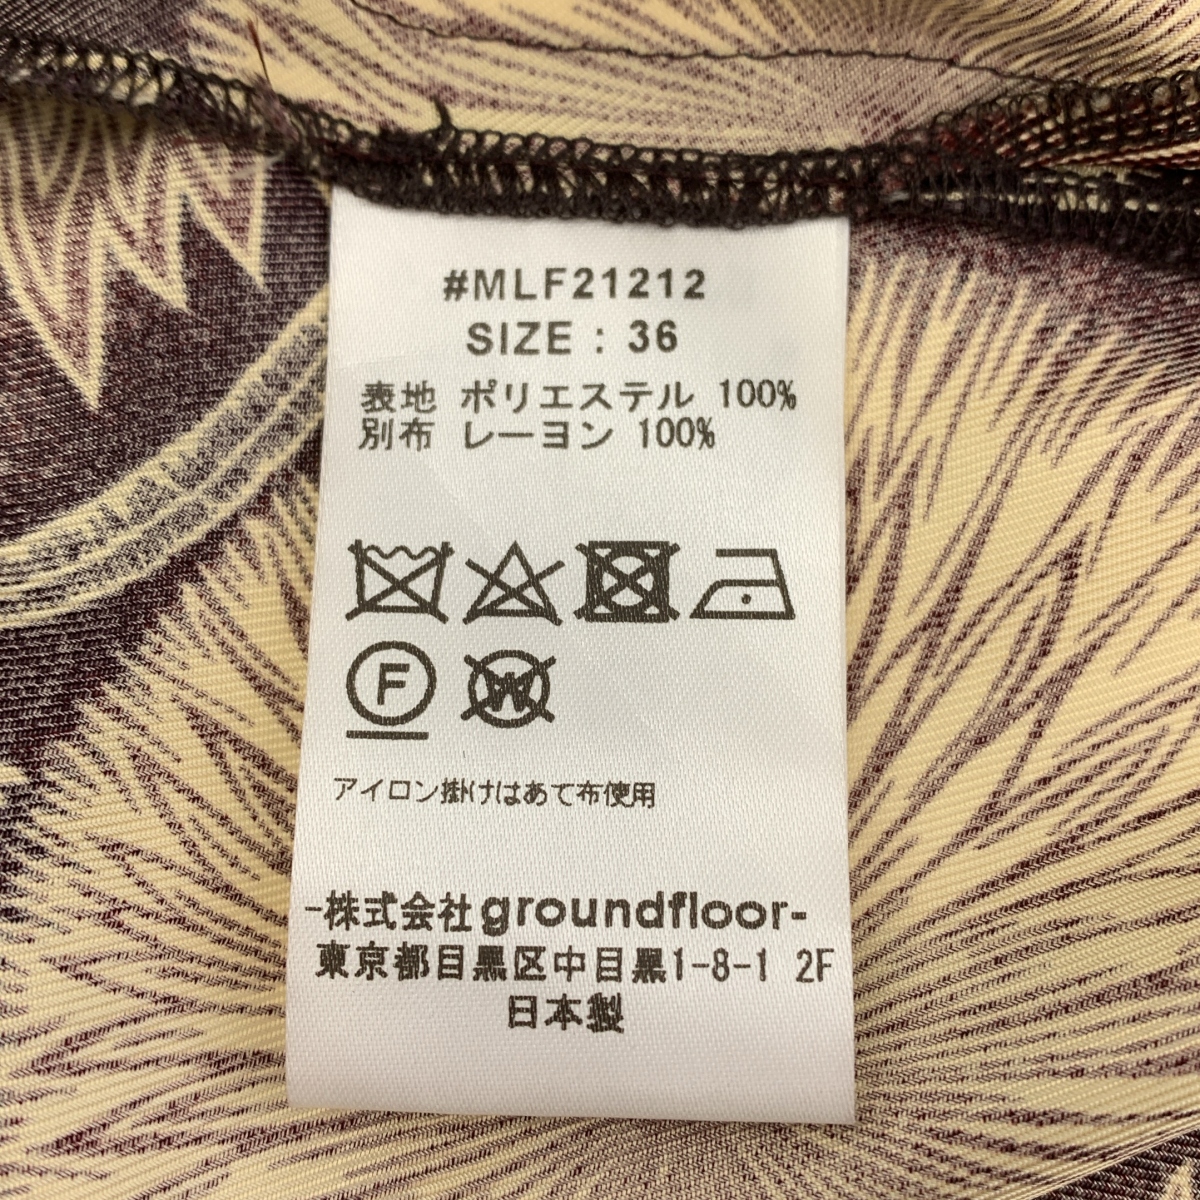 #MLF21212
SIZE : 36
表地 ポリエステル 100%
別布 レーヨン 100%
F
W
アイロン掛けはあて布使用
-株式会社groundfloor-
東京都目黒区中目黒1-8-1 2F
日本製